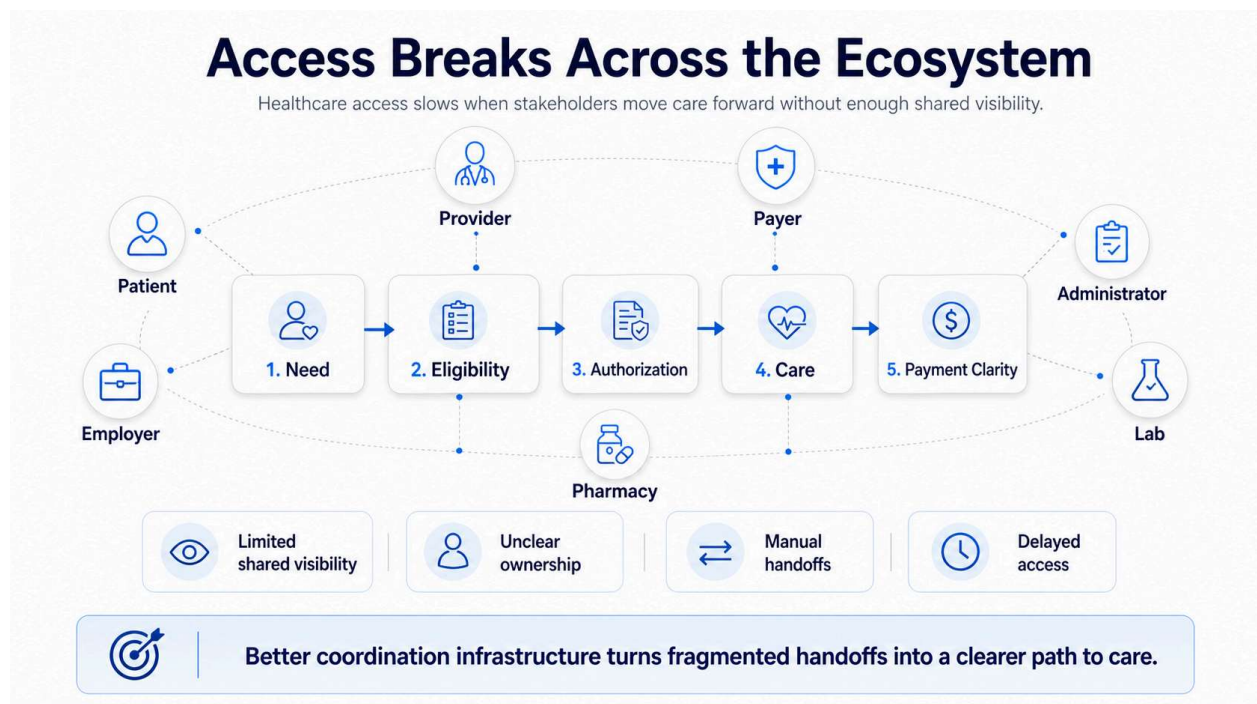 Access Breaks Across the Ecosystem
Healthcare access slows when stakeholders move care forward without enough shared visibility.
Provider
Payer
Patient
Administrator
1. Need
2. Eligibility
3. Authorization
4. Care
5. Payment Clarity
Employer
Lab
Pharmacy
Limited
shared visibility
Unclear
ownership
Manual
handoffs
Delayed
access
Better coordination infrastructure turns fragmented handoffs into a clearer path to care.